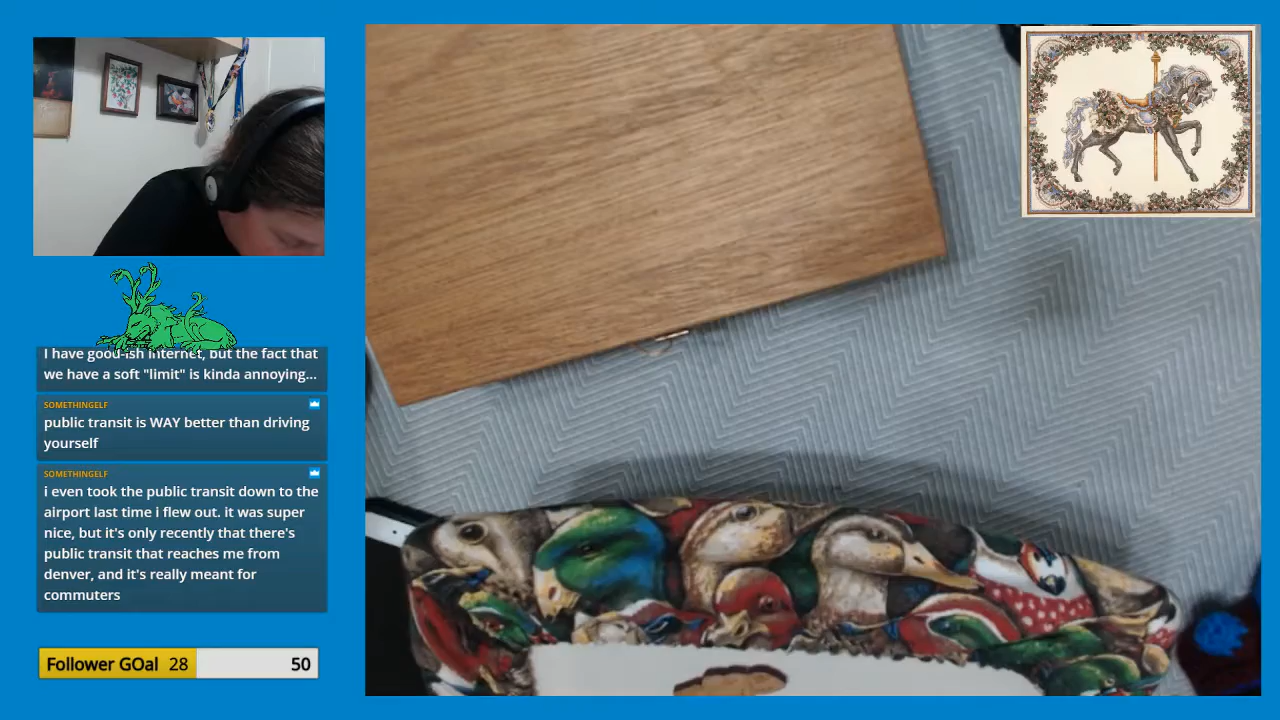 I have good-ish internet, but the fact that
we have a soft "limit" is kinda annoying...
SOMETHINGELF
public transit is WAY better than driving
yourself
SOMETHINGELF
i even took the public transit down to the
airport last time i flew out. it was super
nice, but it's only recently that there's
public transit that reaches me from
denver, and it's really meant for
commuters
Follower GOal 28 50